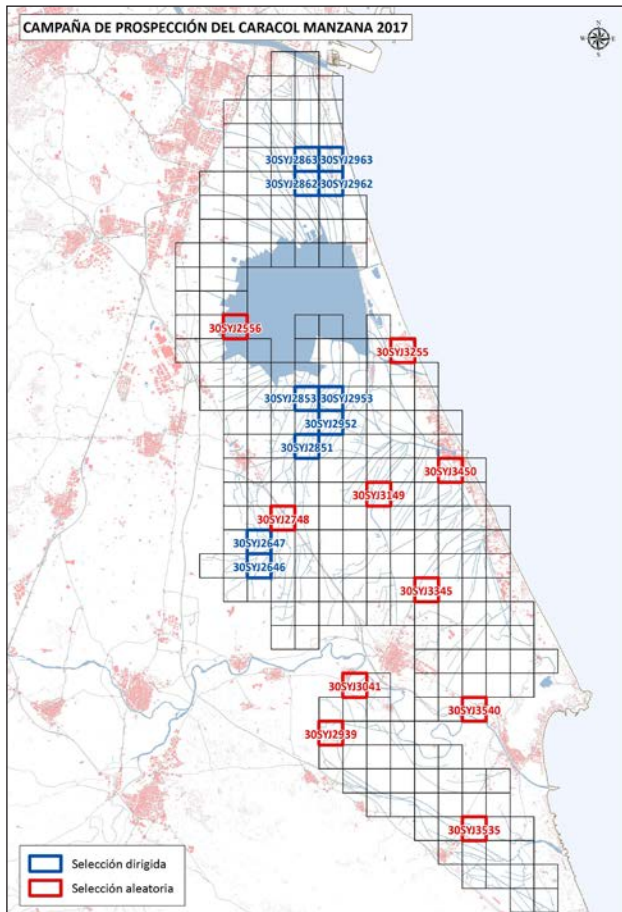 CAMPAÑA DE PROSPECCIÓN DEL CARACOL MANZANA 2017
N
W
E
S
30SYJ2863 30SYJ2963
30SYJ2862 30SYJ2962
30SYJ2556
30SYJ3255
30SYJ2853 30SYJ2953
30SYJ2952
30SYJ2851
30SYJ3450
30SYJ3149
30SYJ2748
30SYJ2647
30SYJ2646
30SYJ3345
30SYJ3041
30SYJ3540
30SYJ2939
30SYJ3535
Selección dirigida
Selección aleatoria